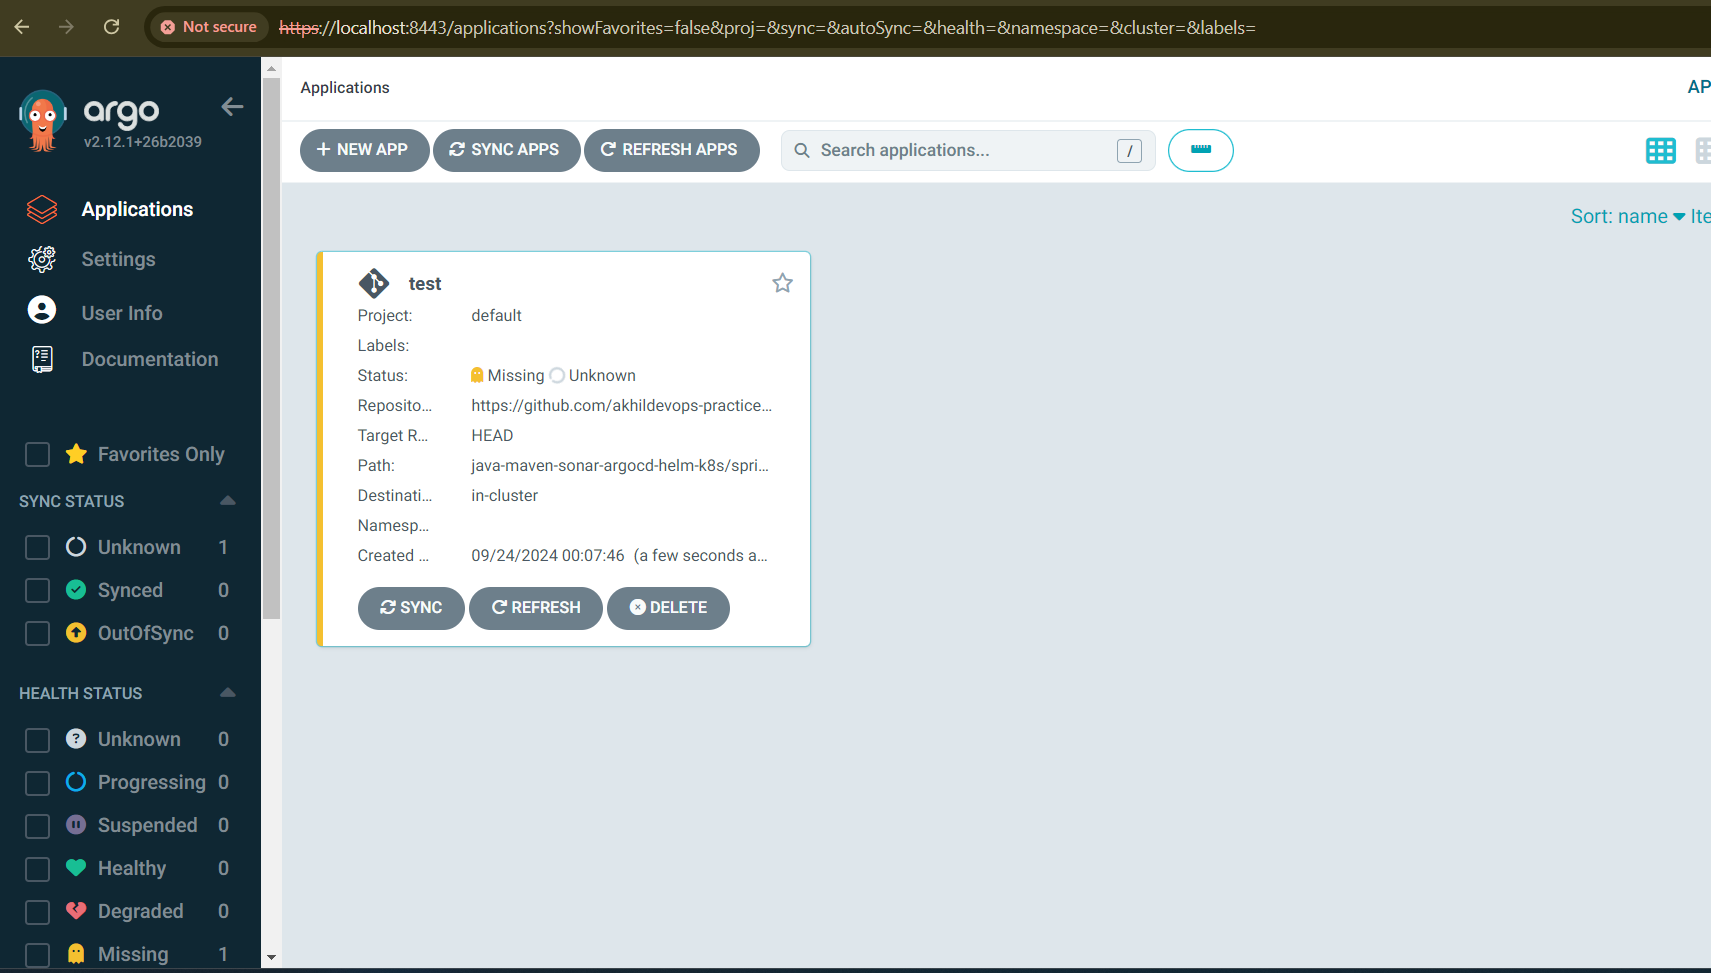 Not secure https://localhost:8443/applications?showFavorites=false&proj=&sync=&autoSync=&health=&namespace=&cluster=&labels=
argo
v2.12.1+26b2039
Applications
Settings
User Info
Documentation
Favorites Only
SYNC STATUS
Unknown 1
Synced 0
OutOfSync 0
HEALTH STATUS
Unknown 0
Progressing 0
Suspended 0
Healthy 0
Degraded 0
Missing 1
Applications AP
+ NEW APP SYNC APPS REFRESH APPS Search applications... /
Sort: name Ite
test
Project: default
Labels:
Status: Missing Unknown
Reposito... https://github.com/akhildevops-practice...
Target R... HEAD
Path: java-maven-sonar-argocd-helm-k8s/spri...
Destinati... in-cluster
Namesp...
Created ... 09/24/2024 00:07:46 (a few seconds a...
SYNC REFRESH DELETE